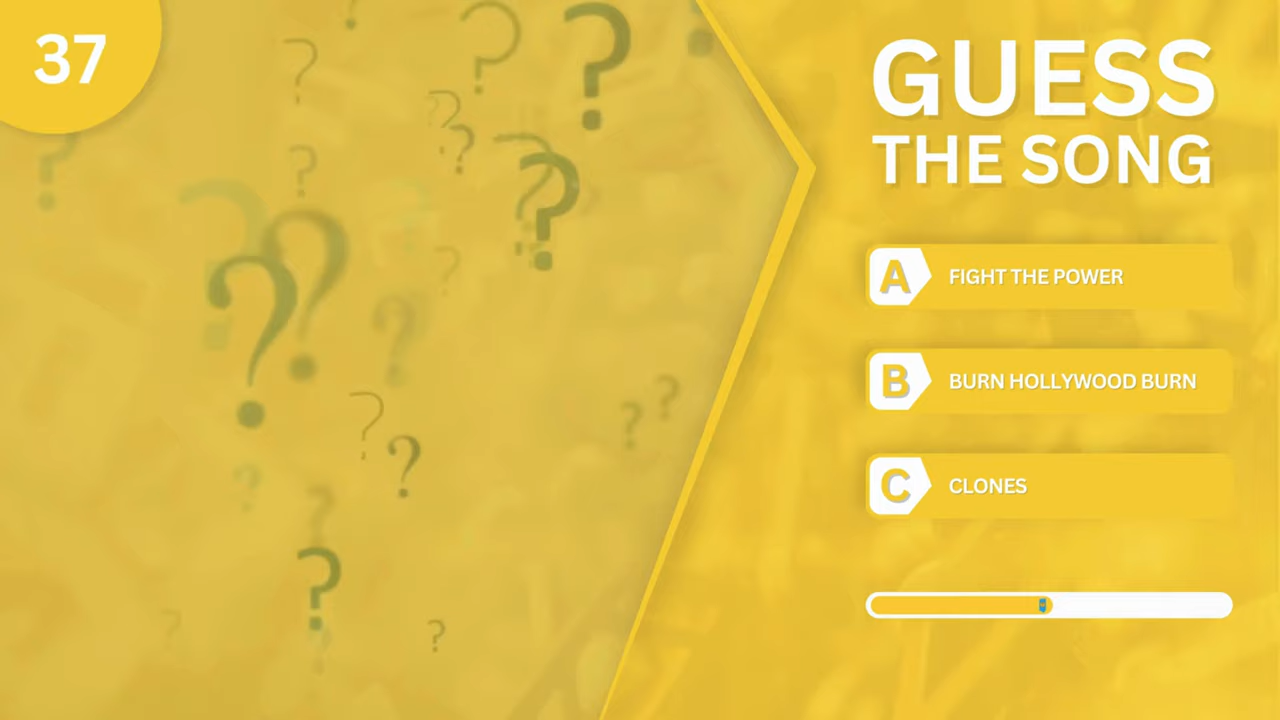 37
GUESS
THE SONG
A FIGHT THE POWER
B BURN HOLLYWOOD BURN
C CLONES